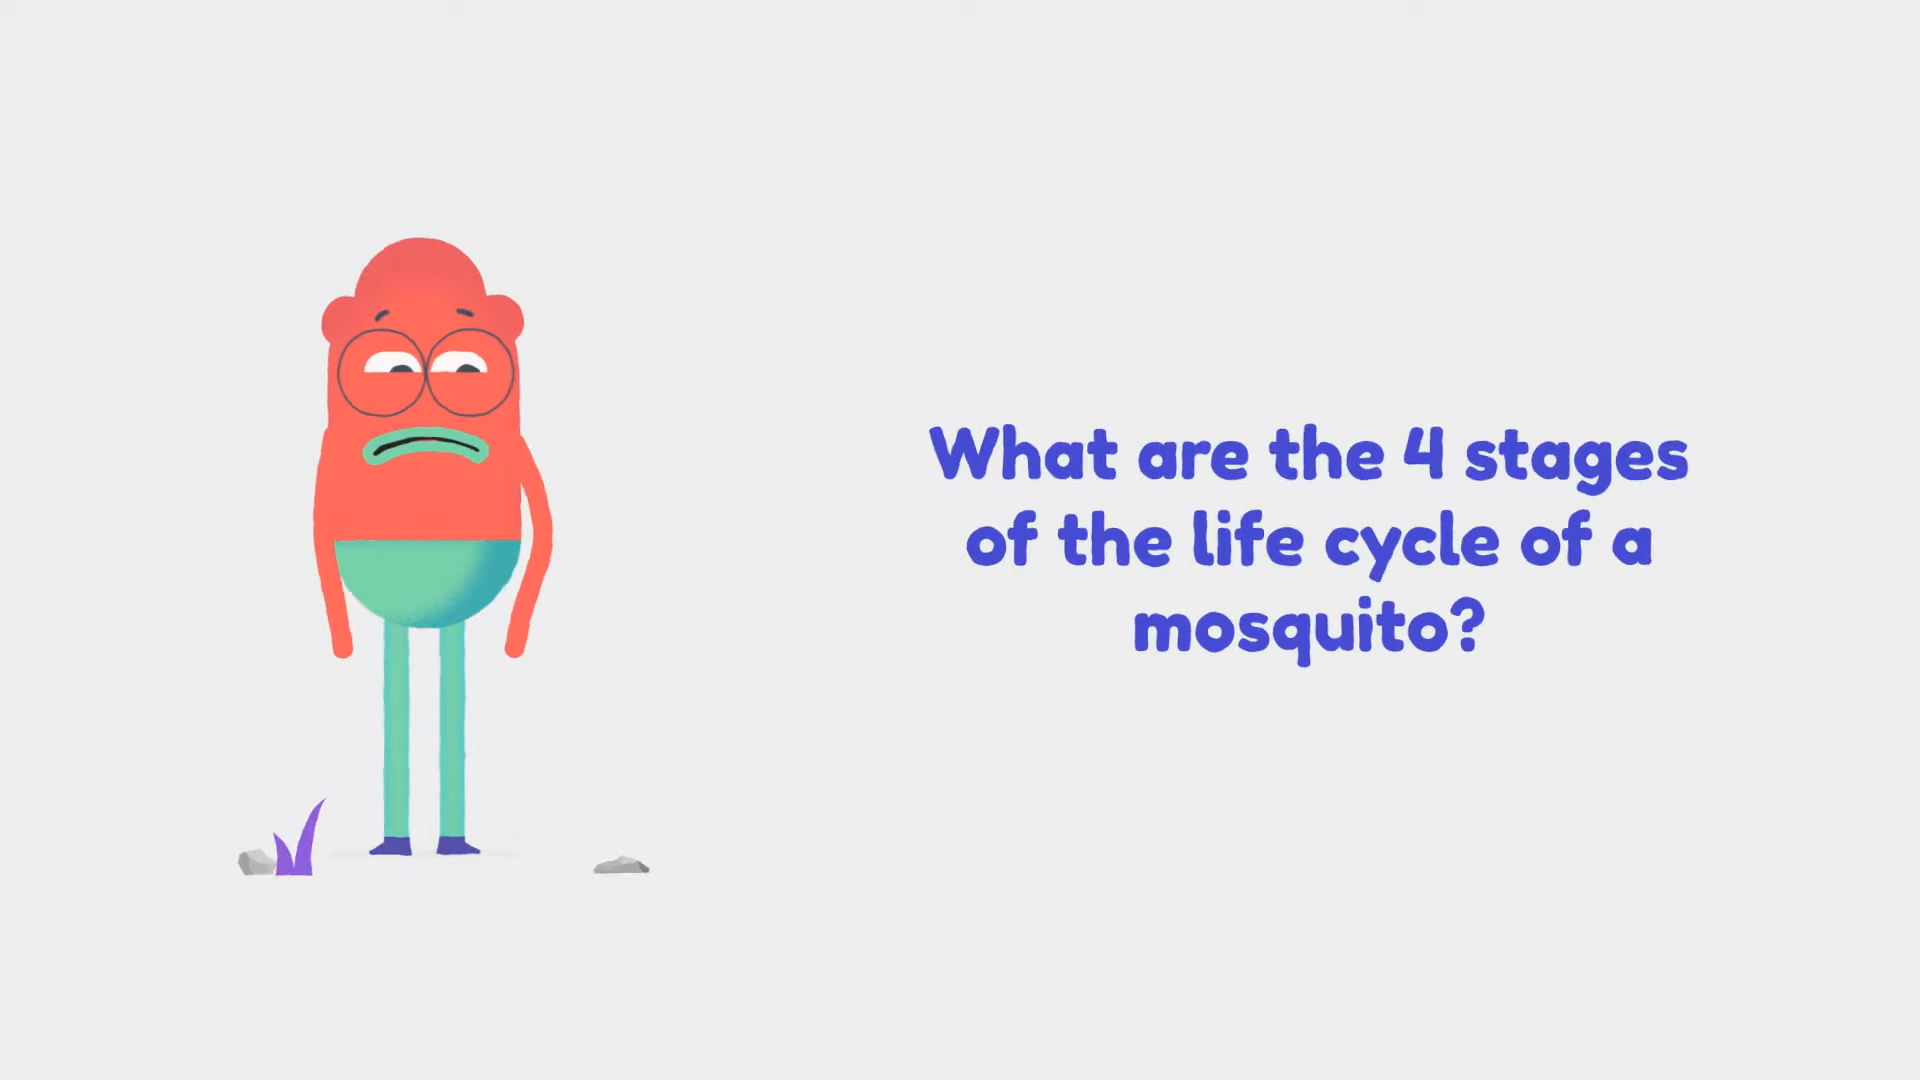 What are the 4 stages
of the life cycle of a
mosquito?